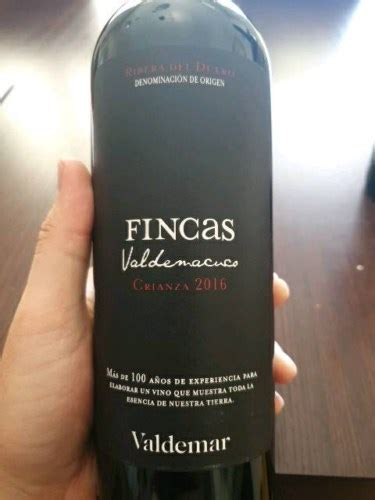 RIBERA DEL DUERO
DENOMINACIÓN DE ORIGEN
FINCas
Valdemacuco
CRIANZA 2016
MÁS DE 100 AÑOS DE EXPERIENCIA PARA
ELABORAR UN VINO QUE MUESTRA TODA LA
ESENCIA DE NUESTRA TIERRA.
Valdemar